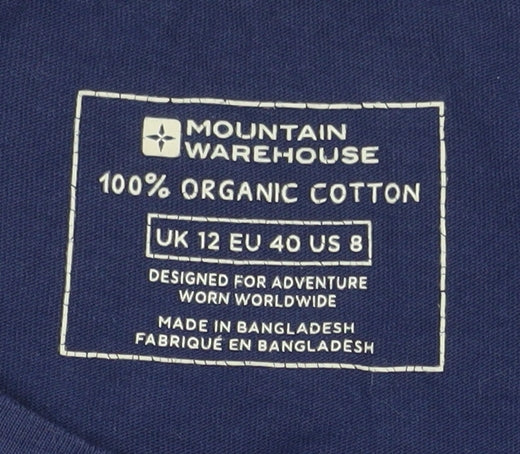 MOUNTAIN
WAREHOUSE
100% ORGANIC COTTON
UK 12 EU 40 US 8
DESIGNED FOR ADVENTURE
WORN WORLDWIDE
MADE IN BANGLADESH
FABRIQUÉ EN BANGLADESH